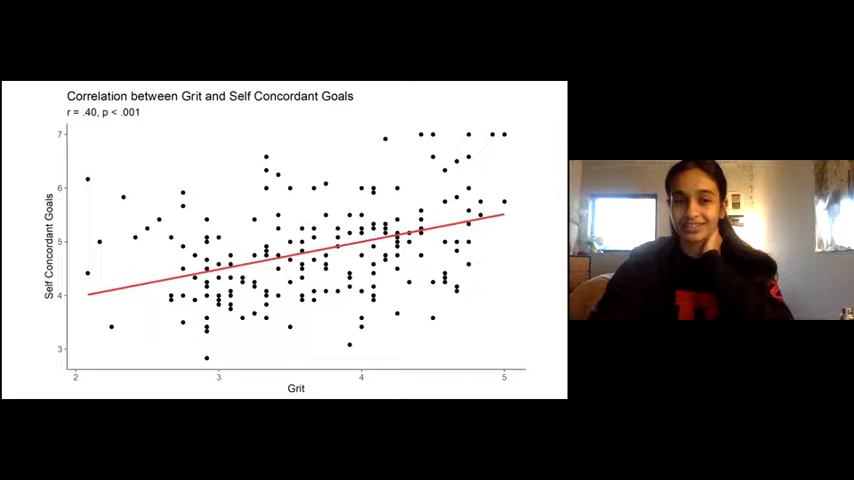 Correlation between Grit and Self Concordant Goals
r = .40, p < .001
7
6
5
4
3
Self Concordant Goals
2
3
4
5
Grit